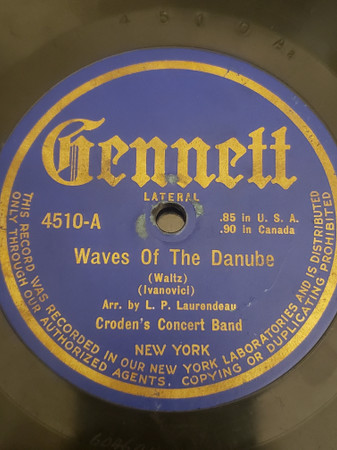 4510 A
Gennett
LATERAL
4510-A
.85 in U. S. A.
.90 in Canada
Waves Of The Danube
(Waltz)
(Ivanovici)
Arr. by L. P. Laurendeau
Croden's Concert Band
NEW YORK
THIS RECORD WAS RECORDED IN OUR NEW YORK LABORATORIES AND IS DISTRIBUTED
ONLY THROUGH OUR AUTHORIZED AGENTS. COPYING OR DUPLICATING PROHIBITED